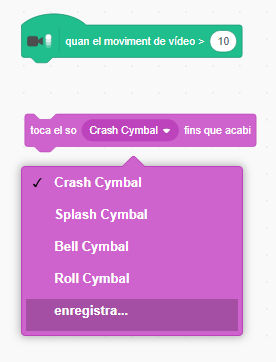 quan el moviment de vídeo > 10
toca el so Crash Cymbal fins que acabi
✓ Crash Cymbal
Splash Cymbal
Bell Cymbal
Roll Cymbal
enregistra...